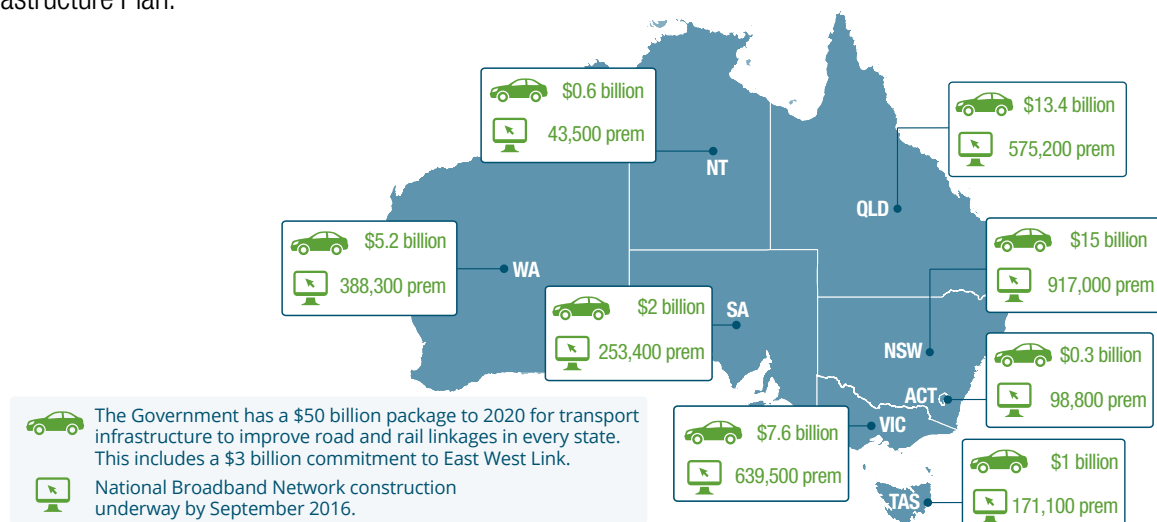 astructure Plan.
$0.6 billion
43,500 prem
NT
$13.4 billion
575,200 prem
QLD
$5.2 billion
388,300 prem
WA
$15 billion
917,000 prem
NSW
$2 billion
253,400 prem
SA
$0.3 billion
98,800 prem
ACT
$7.6 billion
639,500 prem
VIC
$1 billion
171,100 prem
TAS
The Government has a $50 billion package to 2020 for transport
infrastructure to improve road and rail linkages in every state.
This includes a $3 billion commitment to East West Link.
National Broadband Network construction
underway by September 2016.